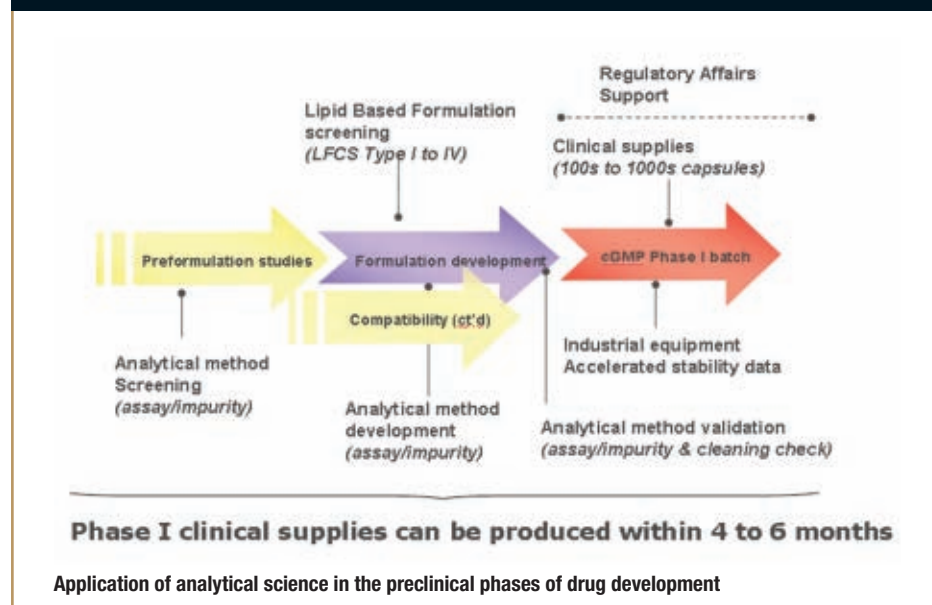 Regulatory Affairs
Support
Lipid Based Formulation
screening
(LFCS Type I to IV)
Clinical supplies
(100s to 1000s capsules)
Preformulation studies
Formulation development
cGMP Phase I batch
Compatibility (ct'd)
Analytical method
Screening
(assay/impurity)
Analytical method
development
(assay/impurity)
Industrial equipment
Accelerated stability data
Analytical method validation
(assay/impurity & cleaning check)
Phase I clinical supplies can be produced within 4 to 6 months
Application of analytical science in the preclinical phases of drug development